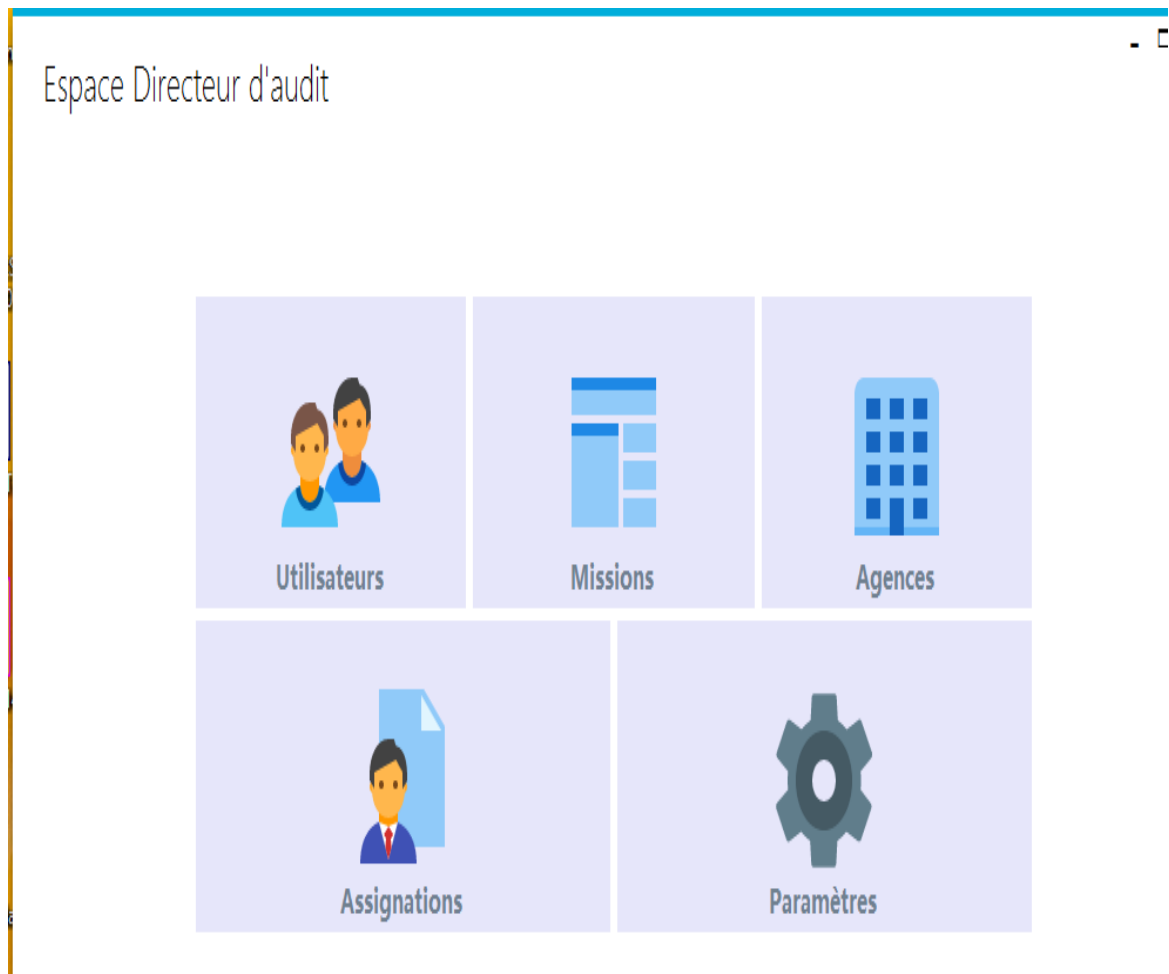 Espace Directeur d'audit
Utilisateurs
Missions
Agences
Assignations
Paramètres